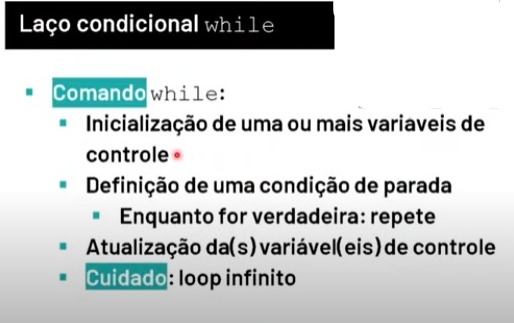 Laço condicional while
Comando while:
Inicialização de uma ou mais variaveis de
controle
Definição de uma condição de parada
Enquanto for verdadeira: repete
Atualização da(s) variável(eis) de controle
Cuidado: loop infinito